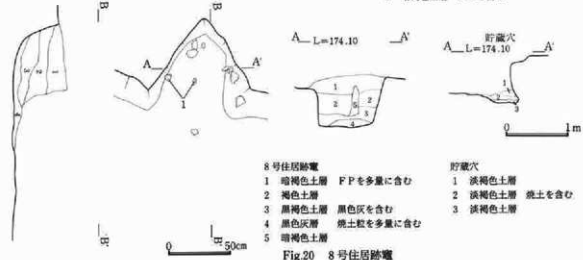 B
B'
A L=174.10 A'
貯蔵穴
A L=174.10 A'
A
A'
1
2
3
4
5
1m
B'
B'
0 50cm
8号住居跡竈
1 暗褐色土層 FPを多量に含む
2 褐色土層
3 黒褐色土層 黒色灰を含む
4 黒色灰層 焼土粒を多量に含む
5 暗褐色土層
貯蔵穴
1 淡褐色土層
2 淡褐色土層 焼土を含む
3 淡褐色土層
Fig.20 8号住居跡竈